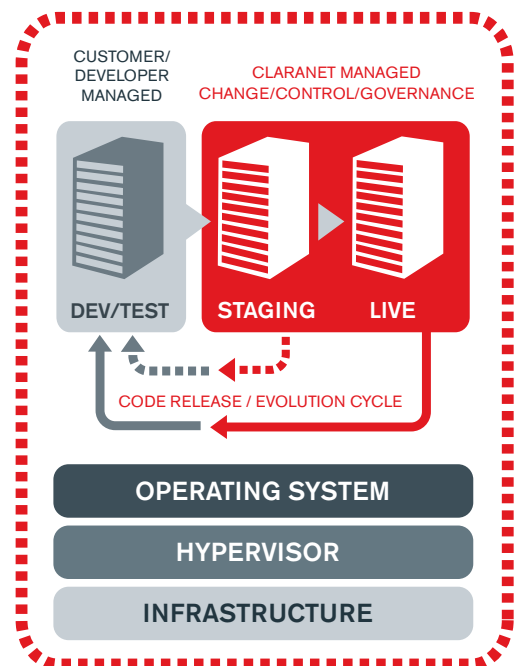 CUSTOMER/
DEVELOPER
MANAGED
CLARANET MANAGED
CHANGE/CONTROL/GOVERNANCE
DEV/TEST
STAGING
LIVE
CODE RELEASE / EVOLUTION CYCLE
OPERATING SYSTEM
HYPERVISOR
INFRASTRUCTURE